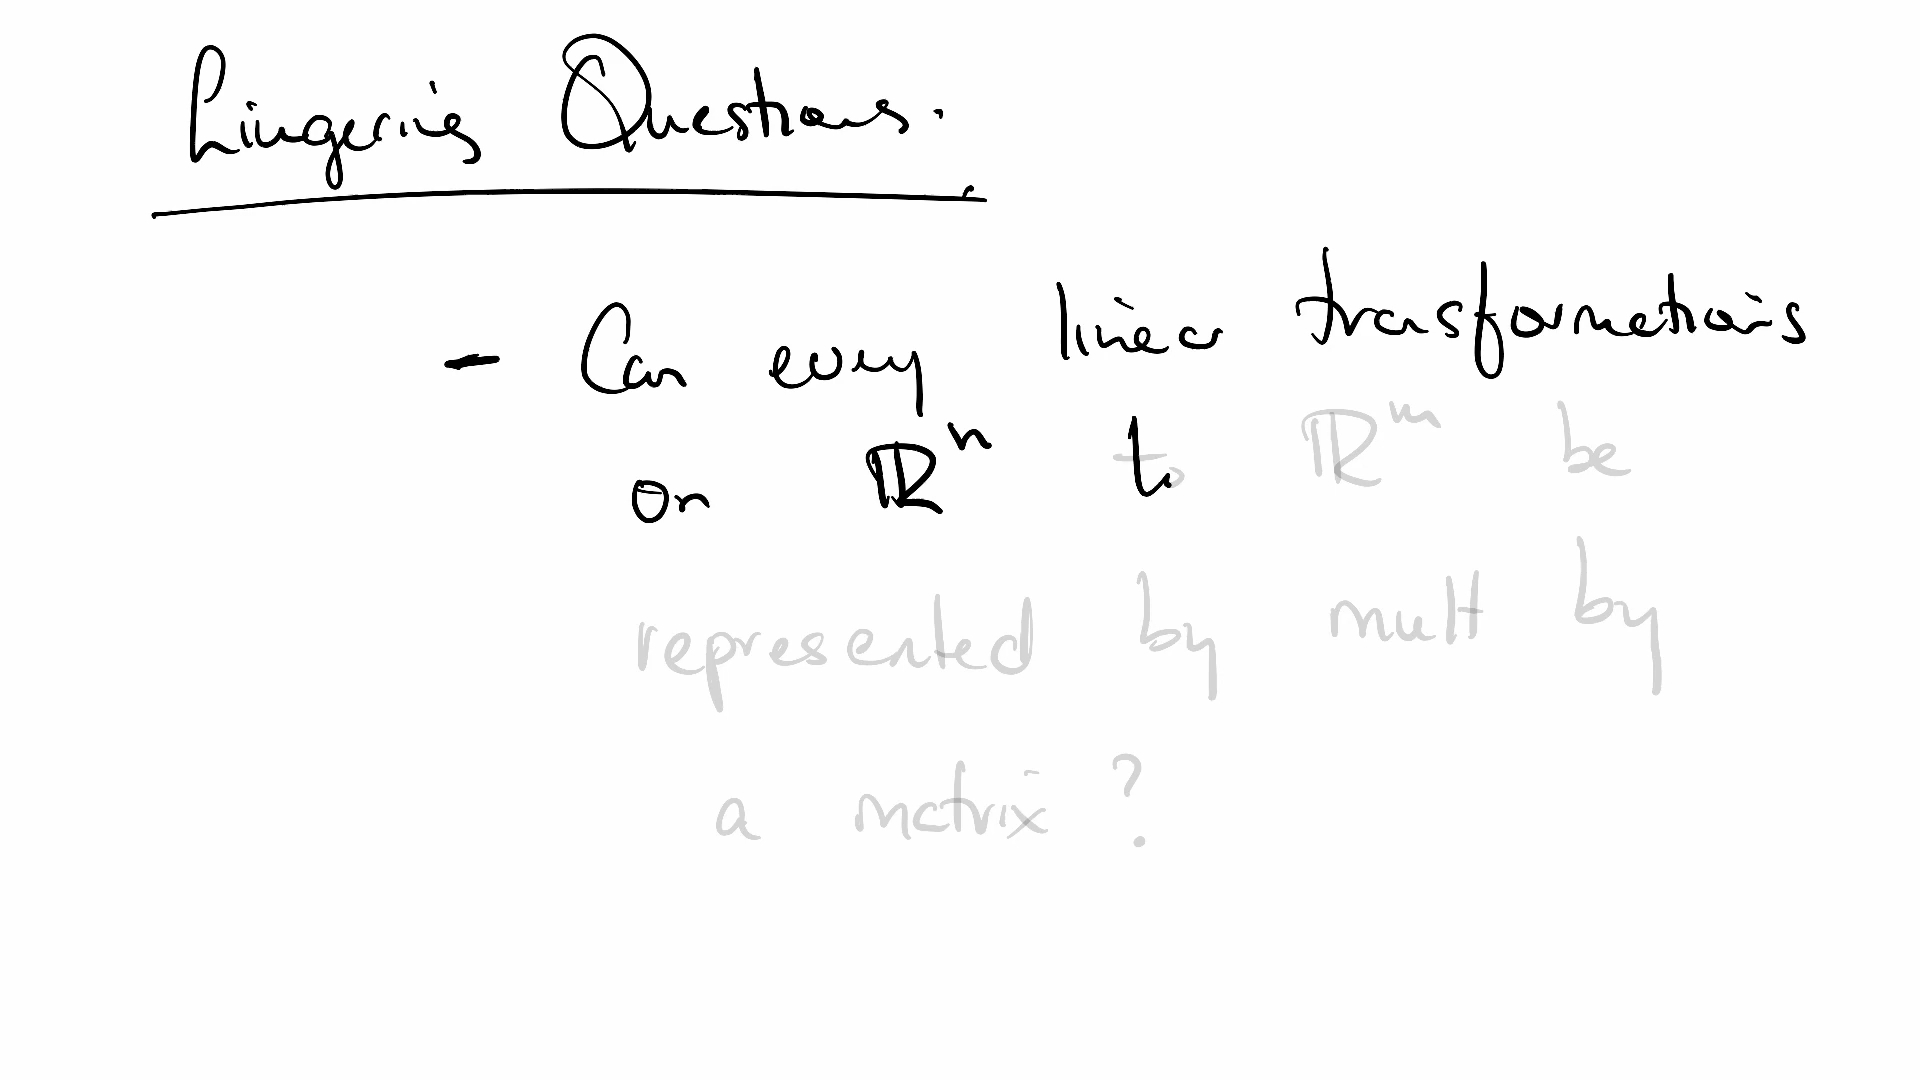 Lingering Questions.
- Can every linear transformations
on ℝⁿ to ℝᵐ be
represented by mult by
a matrix ?